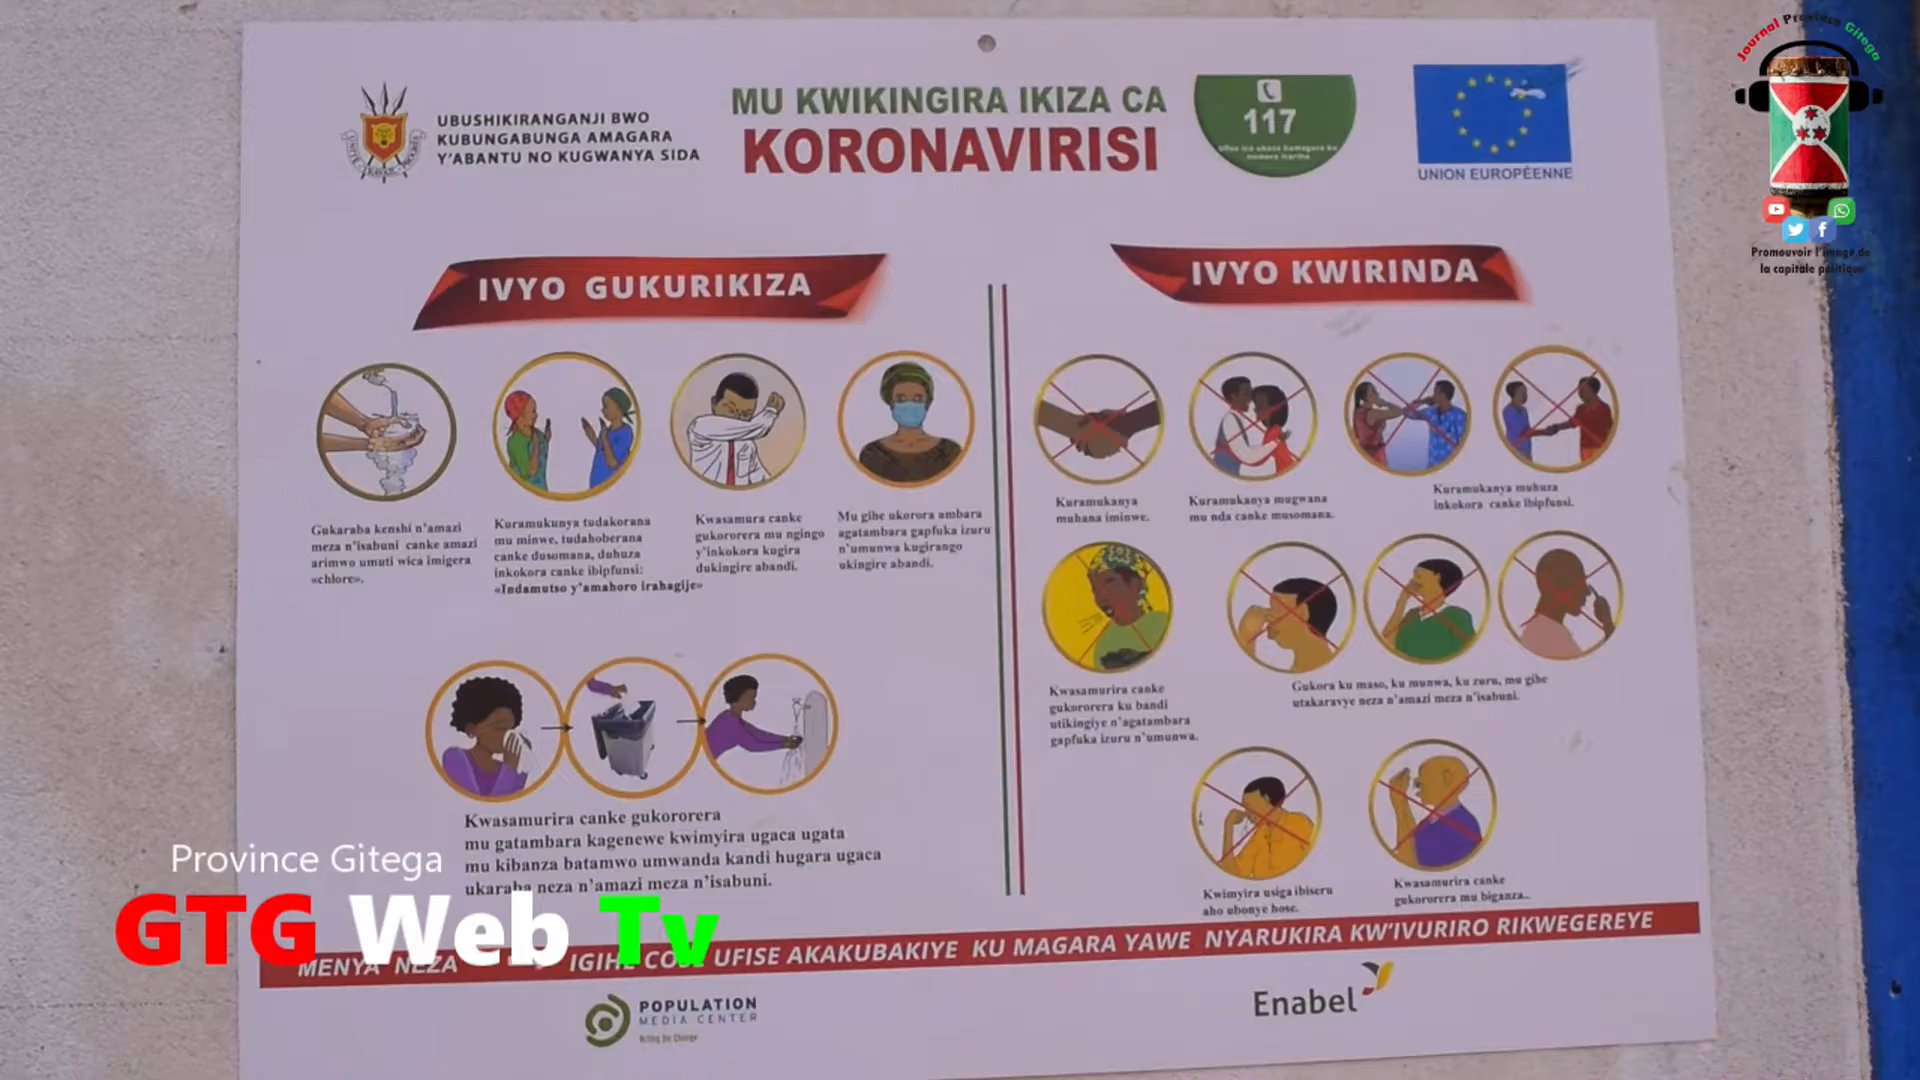 UBUSHIKIRANGANJI BWO
KUBUNGABUNGA AMAGARA
Y'ABANTU NO KUGWANYA SIDA
MU KWIKINGIRA IKIZA CA
KORONAVIRISI
117
UNION EUROPÉENNE
Journal Province Gitega
Promouvoir l'image de
la capitale politique
IVYO GUKURIKIZA
Gukaraba kenshi n'amazi
meza n'isabuni canke amazi
arimwo umuti wica imigera
«chlore».
Kuramukunya tudakorana
mu minwe, tudahoberana
canke dusomana, duhuza
inkokora canke ibipfunsi:
«Indamutso y'amahoro irahagije»
Kwasamura canke
gukororera mu ngingo
y'inkokora kugira
dukingire abandi.
Mu gihe ukorora ambara
agatambara gapfuka izuru
n'umunwa kugirango
ukingire abandi.
Kwasamurira canke gukororera
mu gatambara kagenewe kwimyira ugaca ugata
mu kibanza batamwo umwanda kandi hugara ugaca
ukaraba neza n'amazi meza n'isabuni.
IVYO KWIRINDA
Kuramukanya
muhana iminwe.
Kuramukanya mugwana
mu nda canke musomana.
Kuramukanya muhuza
inkokora canke ibipfunsi.
Kwasamurira canke
gukororera ku bandi
utikingiye n'agatambara
gapfuka izuru n'umunwa.
Gukora ku maso, ku munwa, ku zuru, mu gihe
utakaravye neza n'amazi meza n'isabuni.
Kwimyira usiga ibiseru
aho ubonye hose.
Kwasamurira canke
gukororera mu biganza..
MENYA NEZA IGIHE UFISE AKAKUBAKIYE KU MAGARA YAWE NYARUKIRA KW'IVURIRO RIKWEGEREYE
Province Gitega
GTG Web Tv
POPULATION
MEDIA CENTER
Enabel